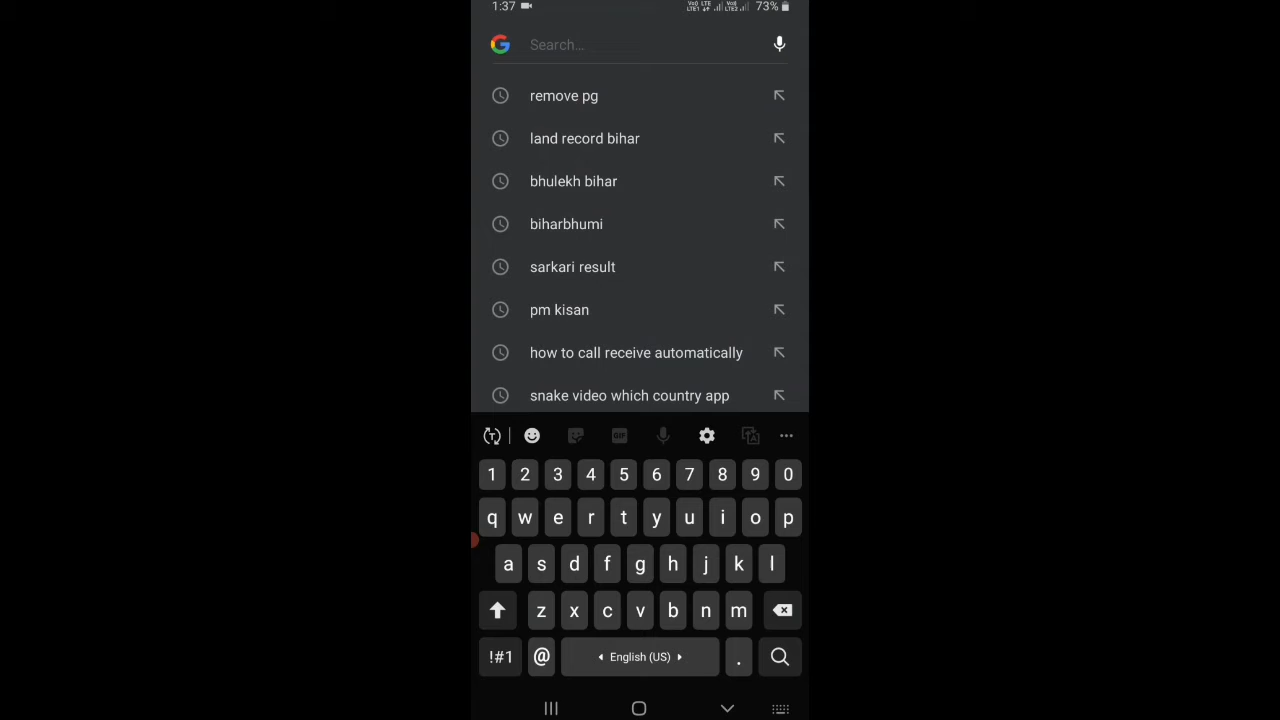 1:37 73%
Search...
remove pg
land record bihar
bhulekh bihar
biharbhumi
sarkari result
pm kisan
how to call receive automatically
snake video which country app
T GIF A
1 2 3 4 5 6 7 8 9 0
q w e r t y u i o p
a s d f g h j k l
z x c v b n m
!#1 @ English (US) .